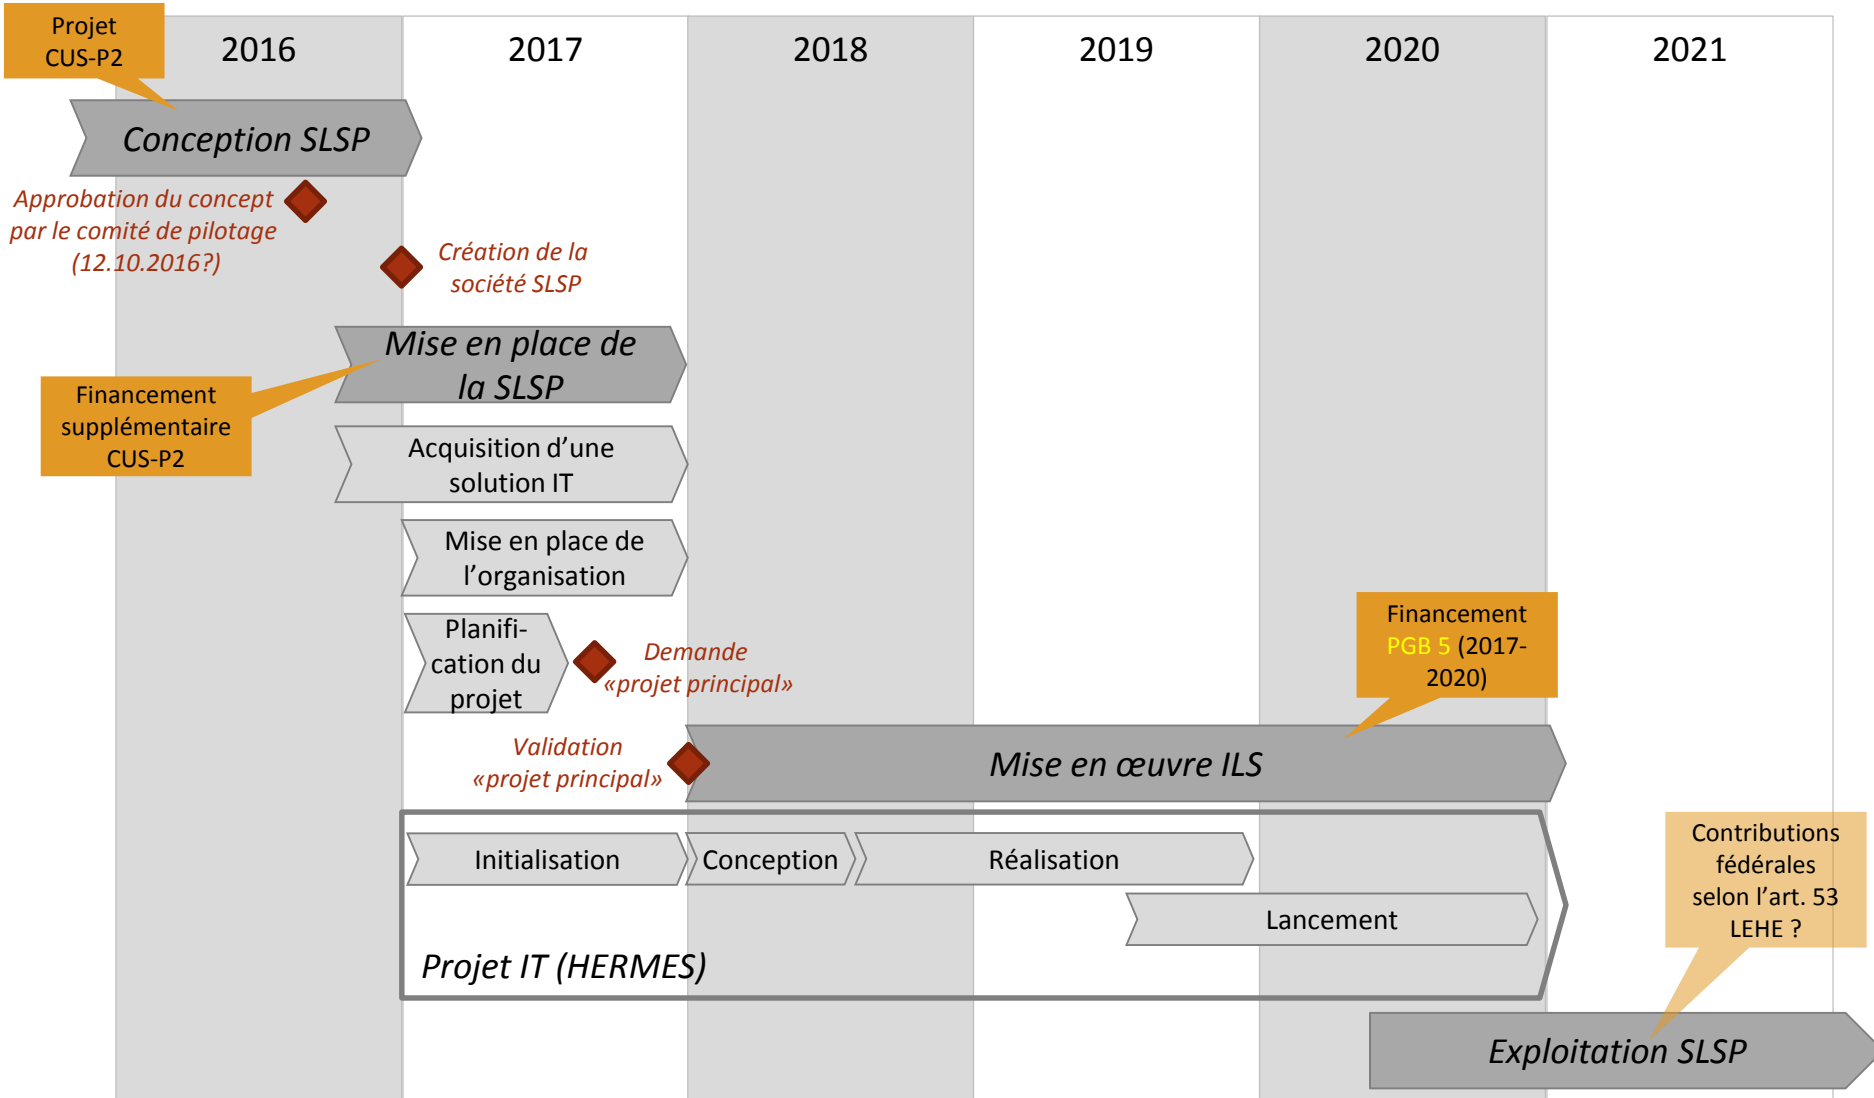 Projet
CUS-P2
2016
2017
2018
2019
2020
2021
Conception SLSP
Approbation du concept
par le comité de pilotage
(12.10.2016?)
Création de la
société SLSP
Mise en place de
la SLSP
Financement
supplémentaire
CUS-P2
Acquisition d’une
solution IT
Mise en place de
l’organisation
Planifi-
cation du
projet
Demande
«projet principal»
Financement
PGB 5 (2017-
2020)
Validation
«projet principal»
Mise en œuvre ILS
Initialisation
Conception
Réalisation
Lancement
Projet IT (HERMES)
Contributions
fédérales
selon l’art. 53
LEHE ?
Exploitation SLSP